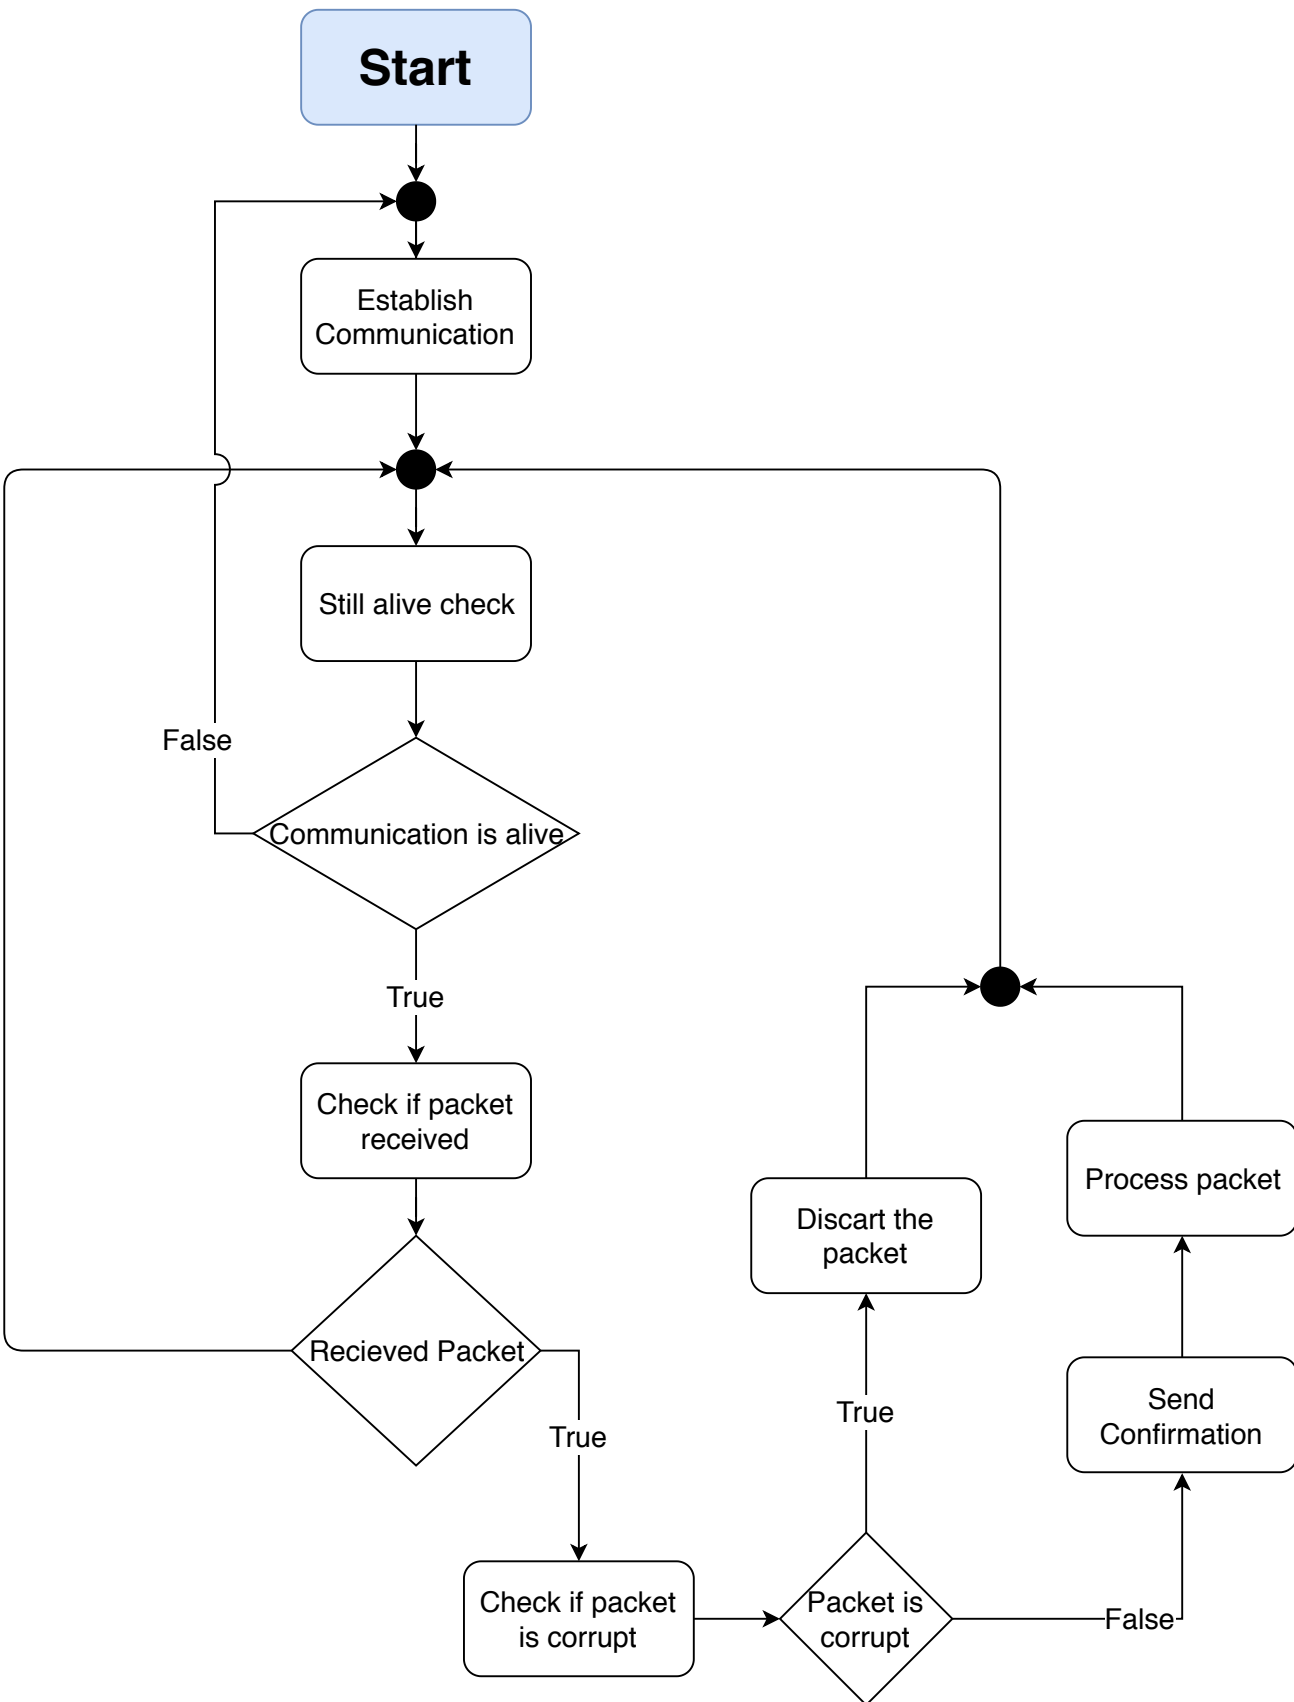 Start
Establish
Communication
Still alive check
False
Communication is alive
True
Check if packet
received
Recieved Packet
True
Check if packet
is corrupt
Packet is
corrupt
True
Discart the
packet
False
Send
Confirmation
Process packet